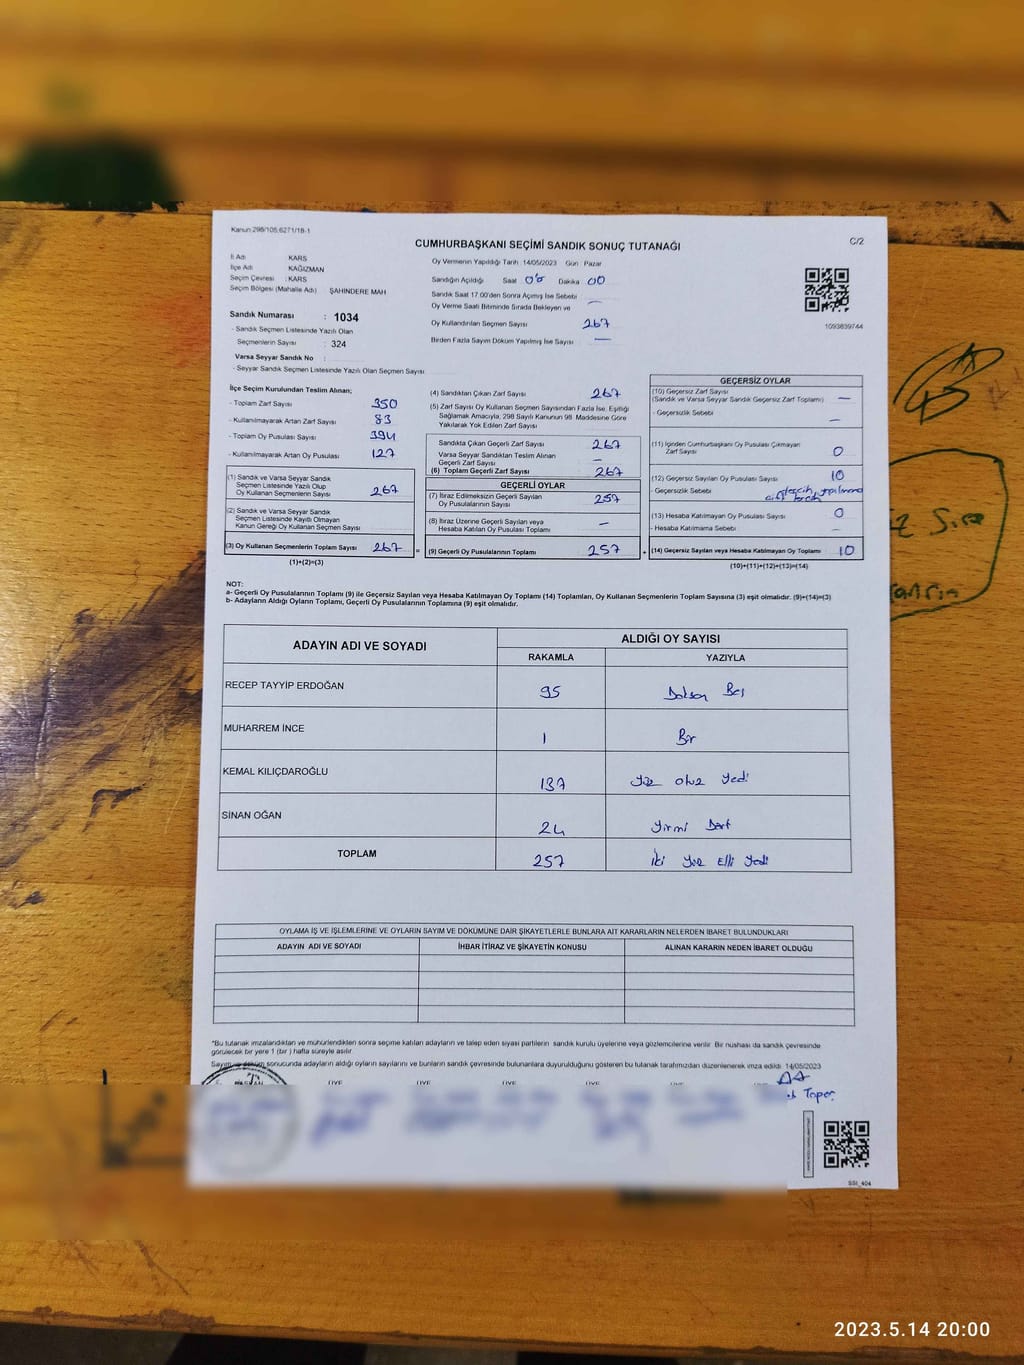 Kanun 298/105,6271/18-1
C/2
CUMHURBAŞKANI SEÇİMİ SANDIK SONUÇ TUTANAĞI
İl Adı KARS
İlçe Adı KAĞIZMAN
Seçim Çevresi : KARS
Seçim Bölgesi (Mahalle Adı) ŞAHİNDERE MAH
Sandık Numarası : 1034
- Sandık Seçmen Listesinde Yazılı Olan
Seçmenlerin Sayısı : 324
Varsa Seyyar Sandık No :
- Seyyar Sandık Seçmen Listesinde Yazılı Olan Seçmen Sayısı
Oy Vermenin Yapıldığı Tarih : 14/05/2023 Gün : Pazar
Sandığın Açıldığı Saat Dakika 00
Sandık Saat 17:00'den Sonra Açılmış İse Sebebi
Oy Verme Saati Bitiminde Sırada Bekleyen ve —
Oy Kullandırılan Seçmen Sayısı 267
Birden Fazla Sayım Döküm Yapılmış İse Sayısı —
1093839744
İlçe Seçim Kurulundan Teslim Alınan;
- Toplam Zarf Sayısı 350
- Kullanılmayarak Artan Zarf Sayısı 83
- Toplam Oy Pusulası Sayısı 394
- Kullanılmayarak Artan Oy Pusulası 127
(1) Sandık ve Varsa Seyyar Sandık
Seçmen Listesinde Yazılı Olup
Oy Kullanan Seçmenlerin Sayısı 267
(2) Sandık ve Varsa Seyyar Sandık
Seçmen Listesinde Kayıtlı Olmayan
Kanun Gereği Oy Kullanan Seçmen Sayısı
(3) Oy Kullanan Seçmenlerin Toplam Sayısı 267 =
(1)+(2)=(3)
(4) Sandıktan Çıkan Zarf Sayısı 267
(5) Zarf Sayısı Oy Kullanan Seçmen Sayısından Fazla İse, Eşitliği
Sağlamak Amacıyla, 298 Sayılı Kanunun 98. Maddesine Göre
Yakılarak Yok Edilen Zarf Sayısı
Sandıkta Çıkan Geçerli Zarf Sayısı 267
Varsa Seyyar Sandıktan Teslim Alınan
Geçerli Zarf Sayısı —
(6) Toplam Geçerli Zarf Sayısı 267
GEÇERLİ OYLAR
(7) İtiraz Edilmeksizin Geçerli Sayılan
Oy Pusulalarının Sayısı 257
(8) İtiraz Üzerine Geçerli Sayılan veya
Hesaba Katılan Oy Pusulası Toplamı —
(9) Geçerli Oy Pusulalarının Toplamı 257 +
GEÇERSİZ OYLAR
(10) Geçersiz Zarf Sayısı
(Sandık ve Varsa Seyyar Sandık Geçersiz Zarf Toplamı) —
- Geçersizlik Sebebi —
(11) İçinden Cumhurbaşkanı Oy Pusulası Çıkmayan
Zarf Sayısı 0
(12) Geçersiz Sayılan Oy Pusulası Sayısı 10
- Geçersizlik Sebebi
(13) Hesaba Katılmayan Oy Pusulası Sayısı 0
- Hesaba Katılmama Sebebi —
(14) Geçersiz Sayılan veya Hesaba Katılmayan Oy Toplamı 10
(10)+(11)+(12)+(13)=(14)
NOT:
a- Geçerli Oy Pusulalarının Toplamı (9) ile Geçersiz Sayılan veya Hesaba Katılmayan Oy Toplamı (14) Toplamları, Oy Kullanan Seçmenlerin Toplam Sayısına (3) eşit olmalıdır. (9)+(14)=(3)
b- Adayların Aldığı Oyların Toplamı, Geçerli Oy Pusulalarının Toplamına (9) eşit olmalıdır.
ADAYIN ADI VE SOYADI ALDIĞI OY SAYISI
RAKAMLA YAZIYLA
RECEP TAYYİP ERDOĞAN 95 Doksan Beş
MUHARREM İNCE 1 Bir
KEMAL KILIÇDAROĞLU 137 Yüz otuz yedi
SİNAN OĞAN 24 Yirmi Dört
TOPLAM 257 İki Yüz Elli Yedi
OYLAMA İŞ VE İŞLEMLERİNE VE OYLARIN SAYIM VE DÖKÜMÜNE DAİR ŞİKAYETLERLE BUNLARA AİT KARARLARIN NELERDEN İBARET BULUNDUKLARI
ADAYIN ADI VE SOYADI İHBAR İTİRAZ VE ŞİKAYETİN KONUSU ALINAN KARARIN NEDEN İBARET OLDUĞU
*Bu tutanak imzalandıktan ve mühürlendikten sonra seçime katılan adayların ve talep eden siyasi partilerin sandık kurulu üyelerine veya gözlemcilerine verilir. Bir nüshası da sandık çevresinde
görülecek bir yere 1 (bir) hafta süreyle asılır.
Sayım ve döküm sonucunda adayların aldığı oyların sayılarını ve bunların sandık çevresinde bulunanlara duyurulduğunu gösteren bu tutanak tarafımızdan düzenlenerek imza edildi. 14/05/2023
ÜYE ÜYE ÜYE ÜYE ÜYE
SSİ_404
2023.5.14 20:00